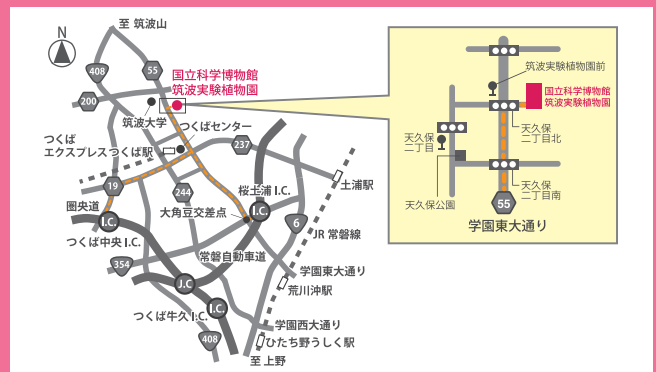 至 筑波山
N
408
55
国立科学博物館
筑波実験植物園
200
筑波大学
つくばセンター
つくば
エクスプレスつくば駅
237
19
244
桜土浦 I.C.
土浦駅
圏央道
I.C.
大角豆交差点
I.C.
6
つくば中央 I.C.
JR 常磐線
354
常磐自動車道
学園東大通り
J.C
荒川沖駅
I.C.
つくば牛久 I.C.
学園西大通り
408
ひたち野うしく駅
至 上野
筑波実験植物園前
国立科学博物館
筑波実験植物園
天久保
二丁目北
天久保
二丁目
天久保公園
天久保
二丁目南
55
学園東大通り